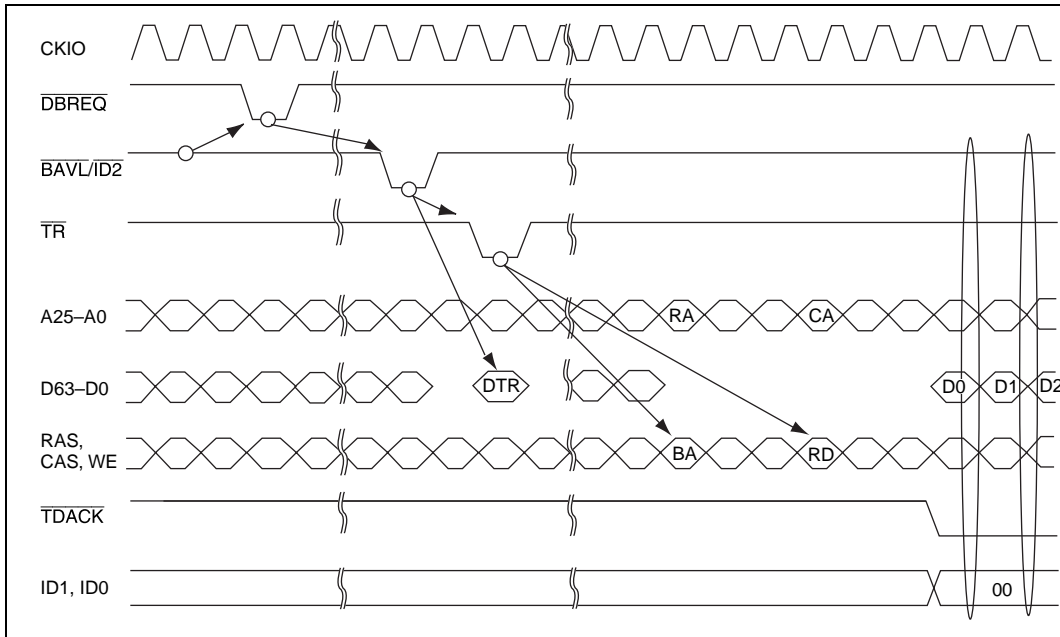 CKIO
DBREQ
BAVL/ID2
TR
A25–A0
RA
CA
D63–D0
DTR
D0
D1
D2
RAS,
CAS, WE
BA
RD
TDACK
ID1, ID0
00